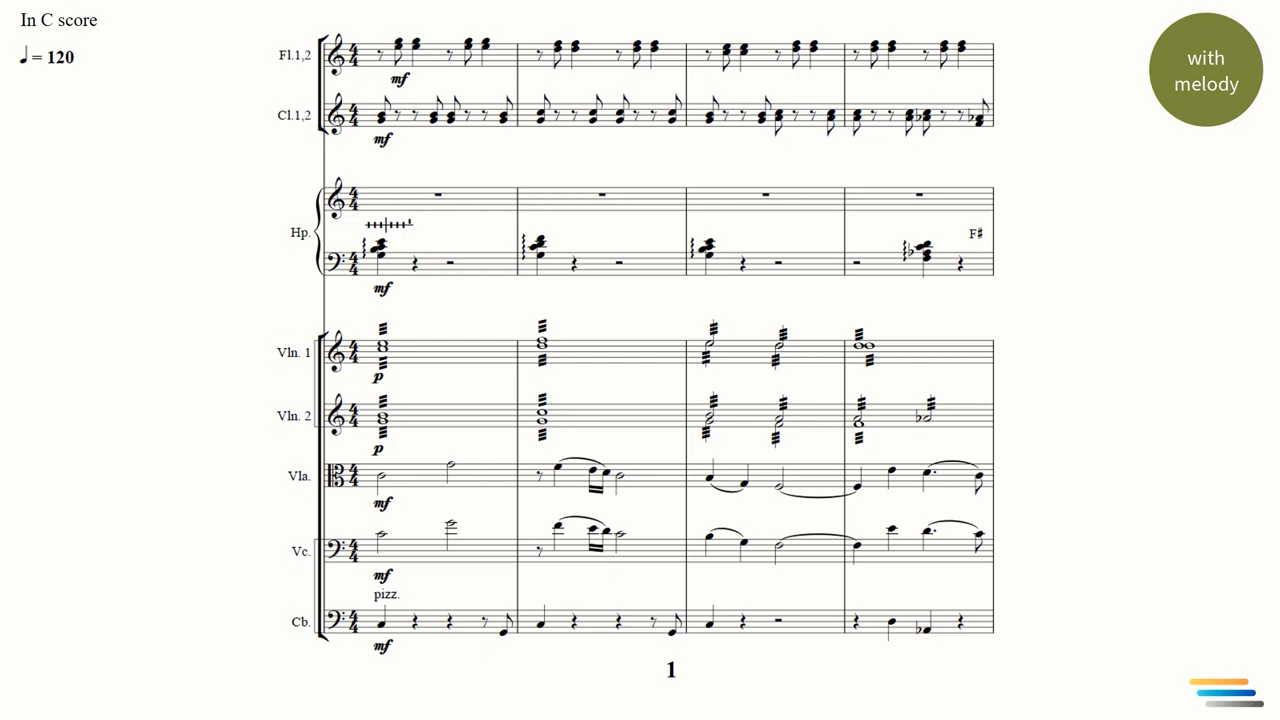 In C score
♩ = 120
with
melody
Fl.1,2
mf
Cl.1,2
mf
Hp.
F#
mf
Vln. 1
p
Vln. 2
p
Vla.
mf
Vc.
mf
pizz.
Cb.
mf
1